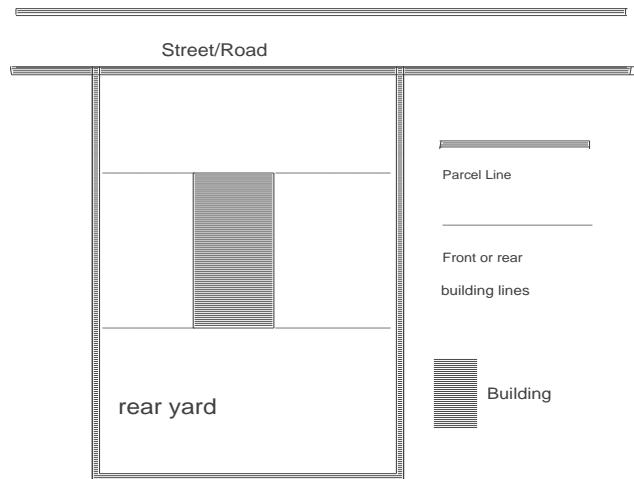 Street/Road
Parcel Line
Front or rear
building lines
Building
rear yard